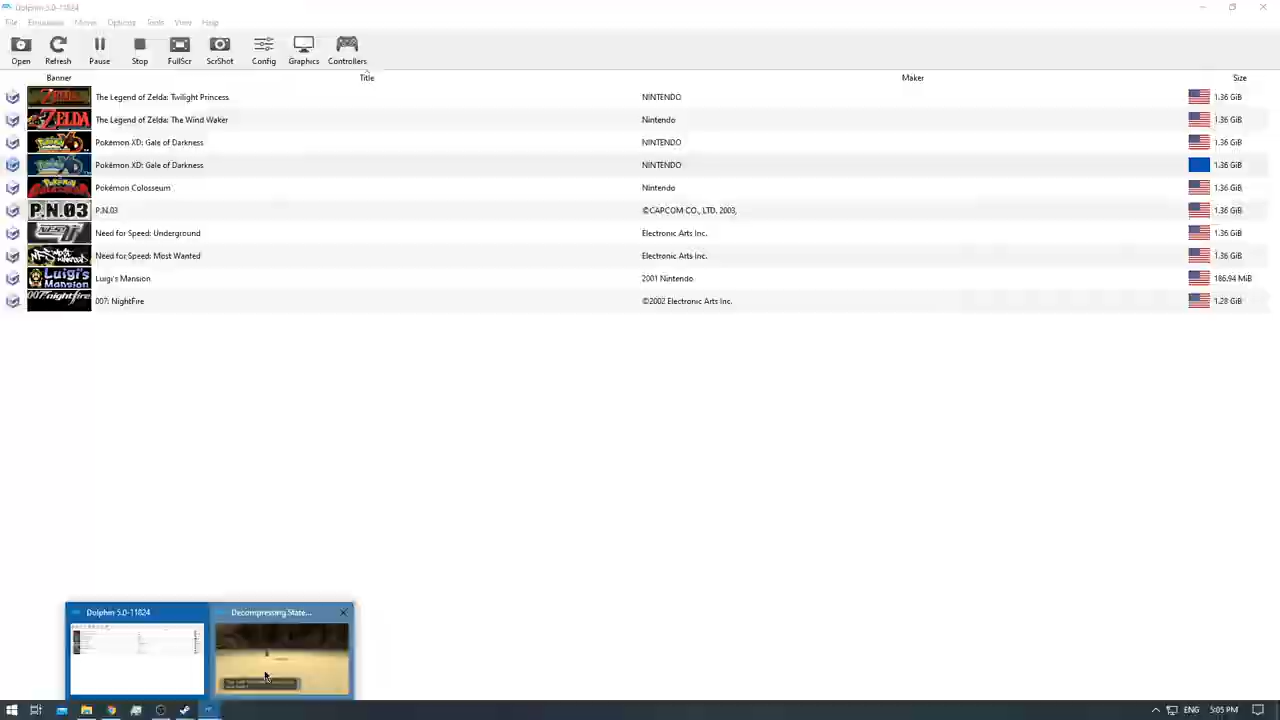 Dolphin 5.0-11824
File Emulation Movie Options Tools View Help
Open Refresh Pause Stop FullScr ScrShot Config Graphics Controllers
Banner Title Maker Size
ZELDA The Legend of Zelda: Twilight Princess NINTENDO 1.36 GiB
ZELDA The Legend of Zelda: The Wind Waker Nintendo 1.36 GiB
Pokémon XD Pokémon XD: Gale of Darkness NINTENDO 1.36 GiB
Pokémon XD Pokémon XD: Gale of Darkness NINTENDO GiB
Pokémon Colosseum Nintendo 1.36 GiB
P.N.03 P.N.03 ©CAPCOM CO., LTD. 2003, 1.36 GiB
Need for Speed: Underground Electronic Arts Inc. 1.36 GiB
Need for Speed: Most Wanted Electronic Arts Inc. 1.36 GiB
Luigi's Mansion Luigi's Mansion 2001 Nintendo 186.94 MiB
007: nightfire 007: NightFire ©2002 Electronic Arts Inc. 1.28 GiB
Dolphin 5.0-11824 Decompressing State...
ENG 5:05 PM